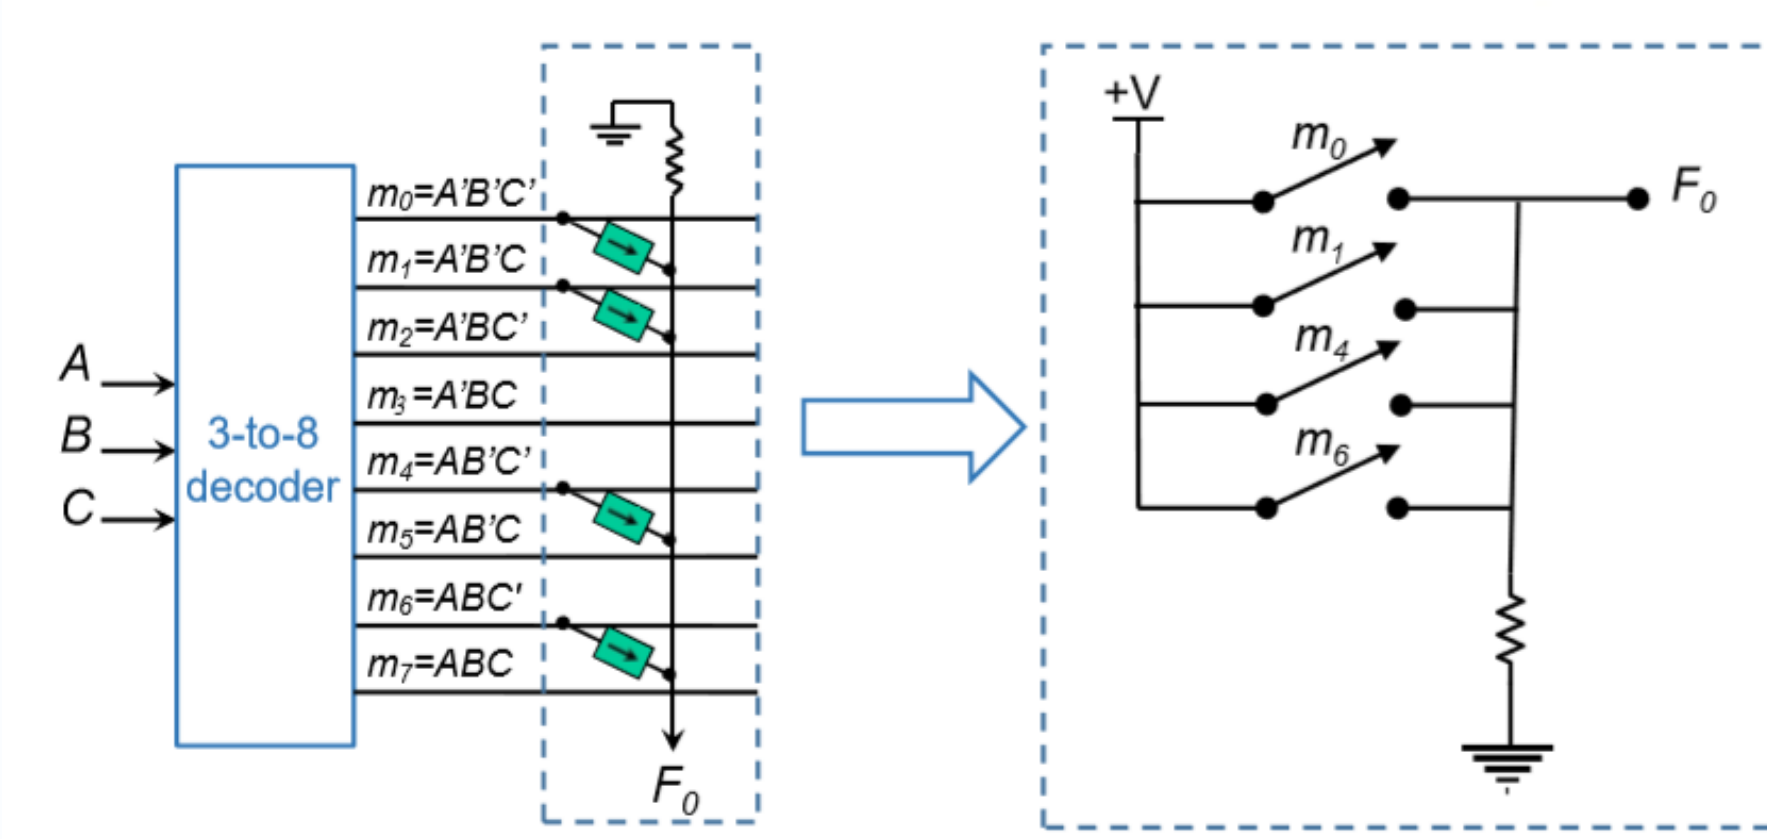 A
B
C
3-to-8
decoder
m₀=A'B'C'
m₁=A'B'C
m₂=A'BC'
m₃=A'BC
m₄=AB'C'
m₅=AB'C
m₆=ABC'
m₇=ABC
F₀
+V
m₀
m₁
m₄
m₆
F₀